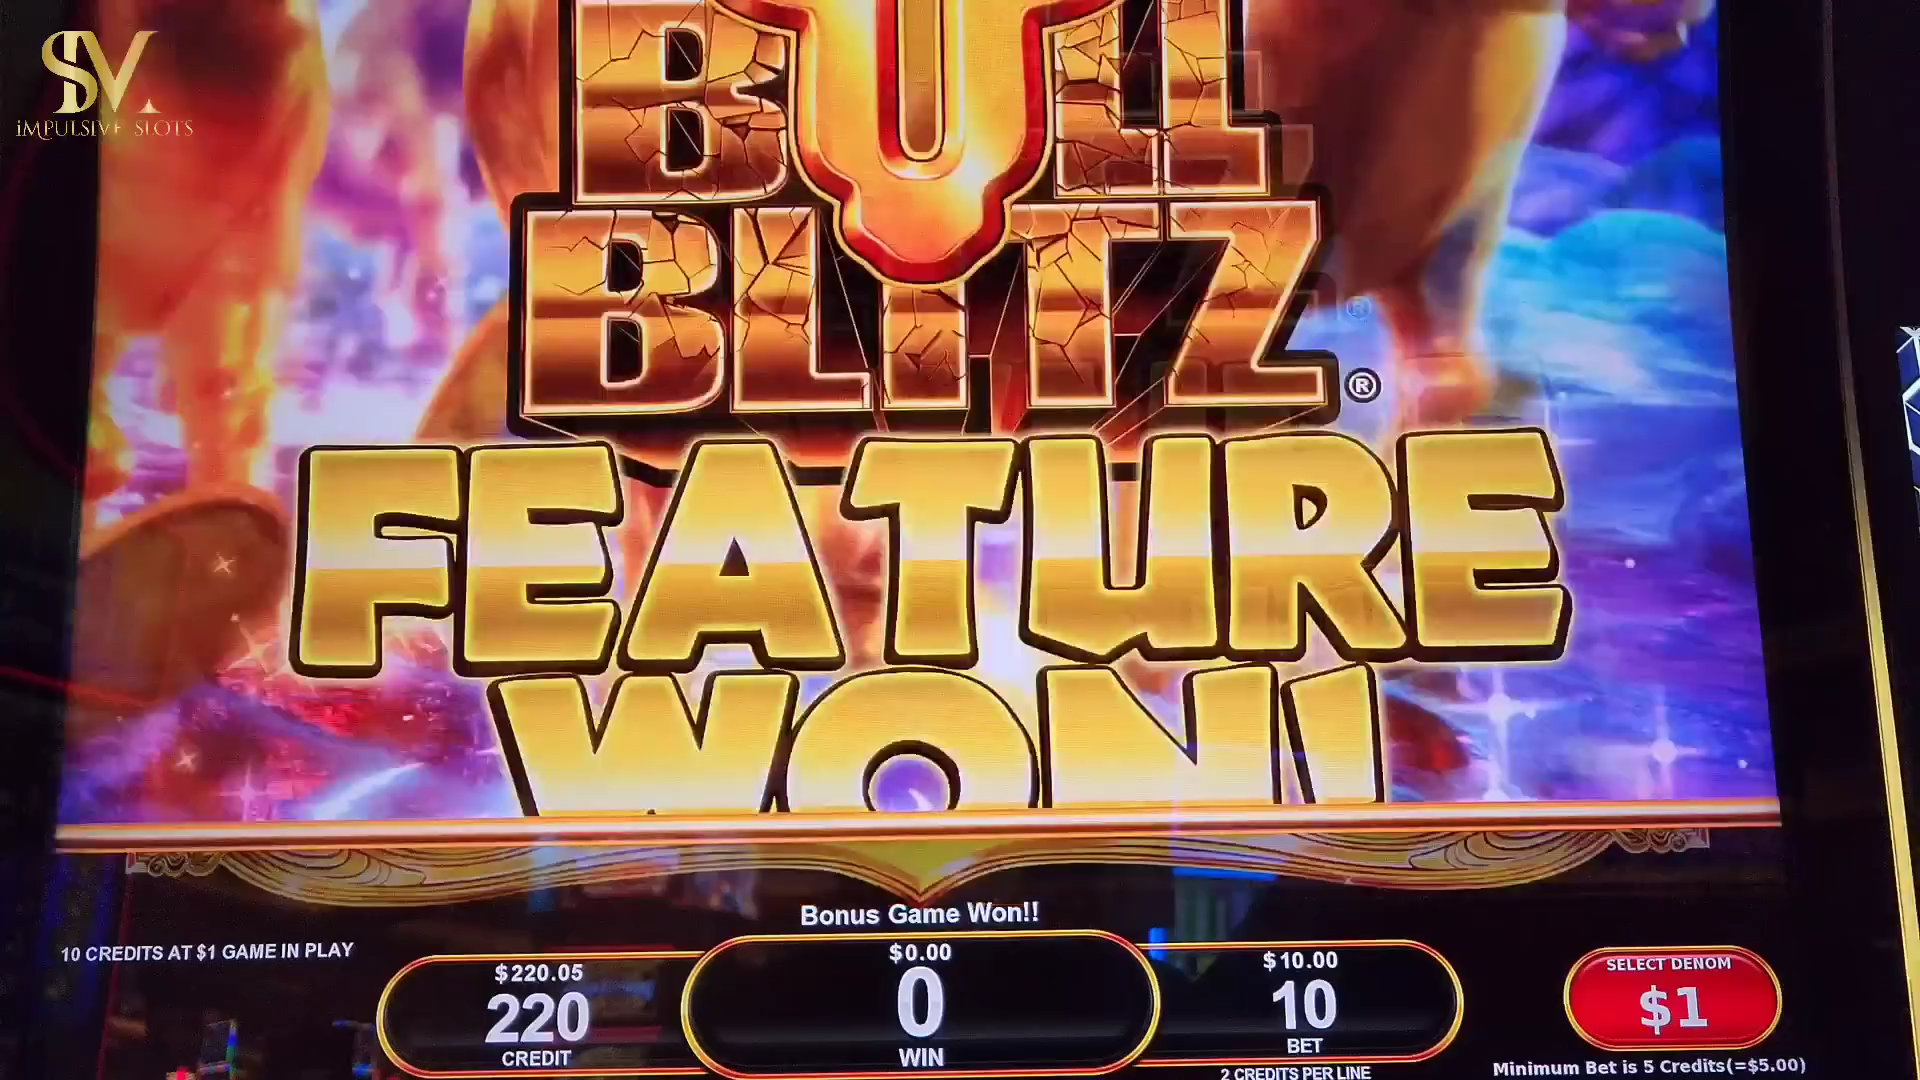 SV.
IMPULSIVE SLOTS
BULL
BLITZ ®
FEATURE
WON!
Bonus Game Won!!
10 CREDITS AT $1 GAME IN PLAY
$220.05
220
CREDIT
$0.00
0
WIN
$10.00
10
BET
2 CREDITS PER LINE
SELECT DENOM
$1
Minimum Bet is 5 Credits(=$5.00)